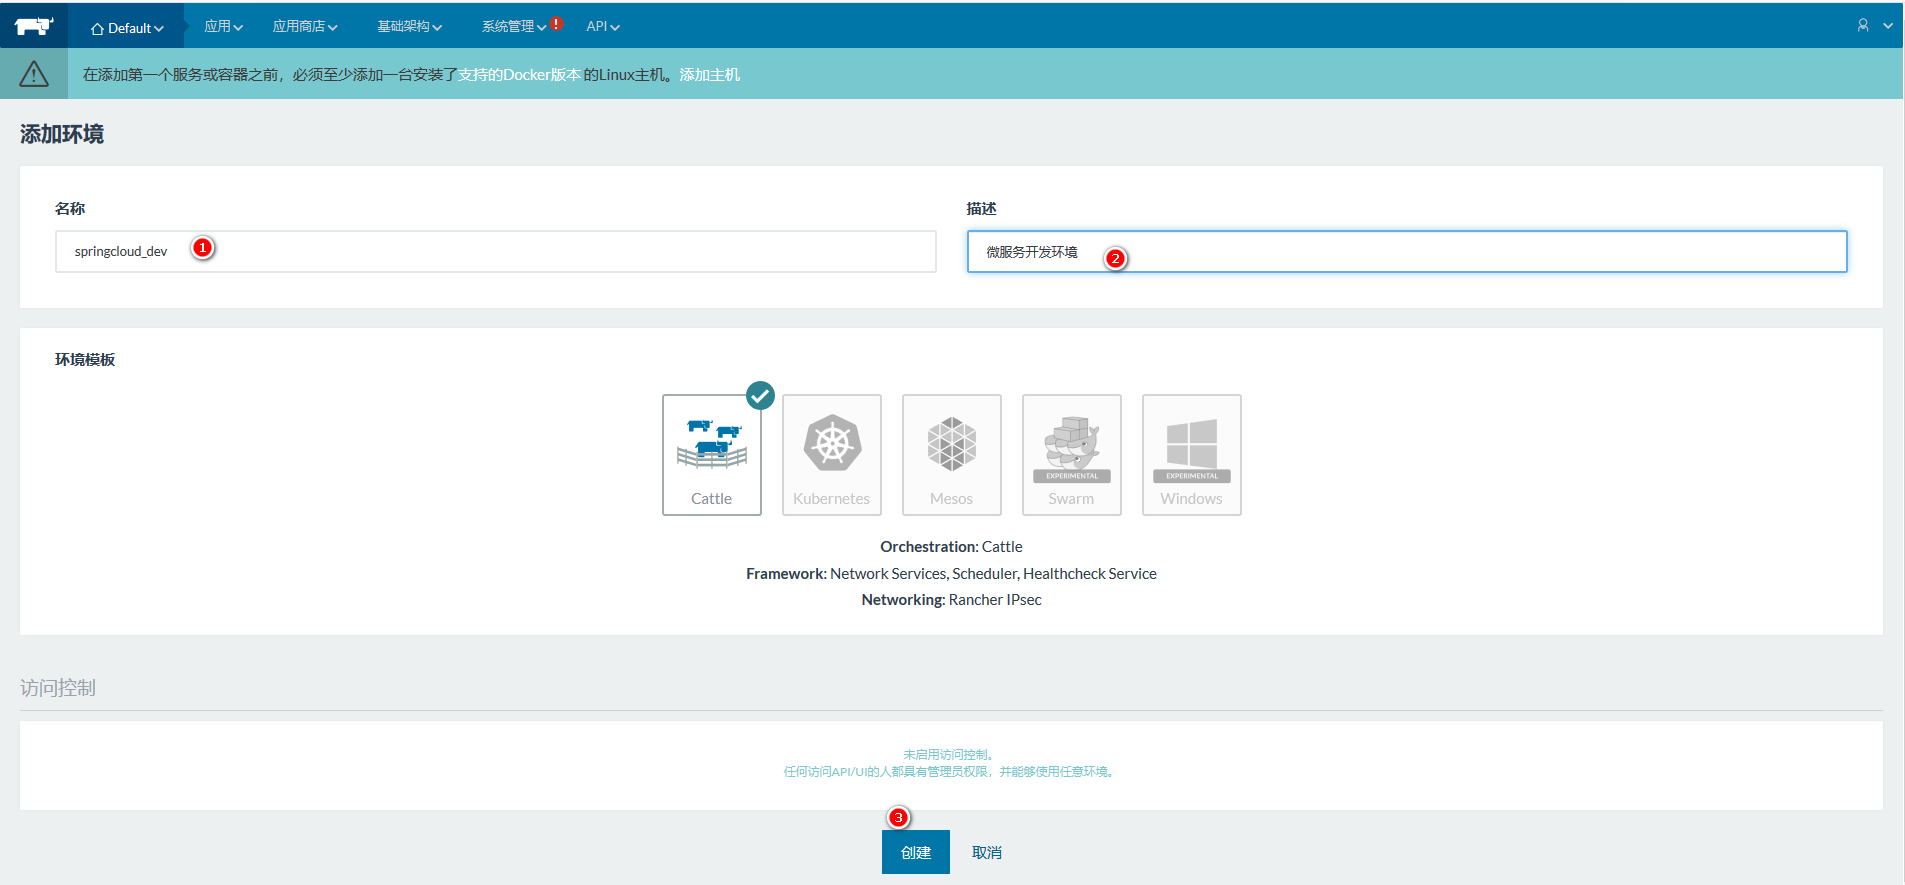 Default 应用 应用商店 基础架构 系统管理 ! API
在添加第一个服务或容器之前，必须至少添加一台安装了支持的Docker版本 的Linux主机。添加主机
添加环境
名称 描述
springcloud_dev 1 微服务开发环境 2
环境模板
EXPERIMENTAL EXPERIMENTAL
Cattle Kubernetes Mesos Swarm Windows
Orchestration: Cattle
Framework: Network Services, Scheduler, Healthcheck Service
Networking: Rancher IPsec
访问控制
未启用访问控制。
任何访问API/UI的人都具有管理员权限，并能够使用任意环境。
3
创建 取消